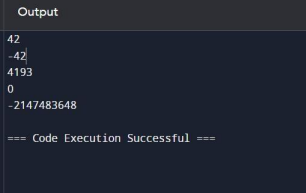 Output
42
-42
4193
0
-2147483648
=== Code Execution Successful ===